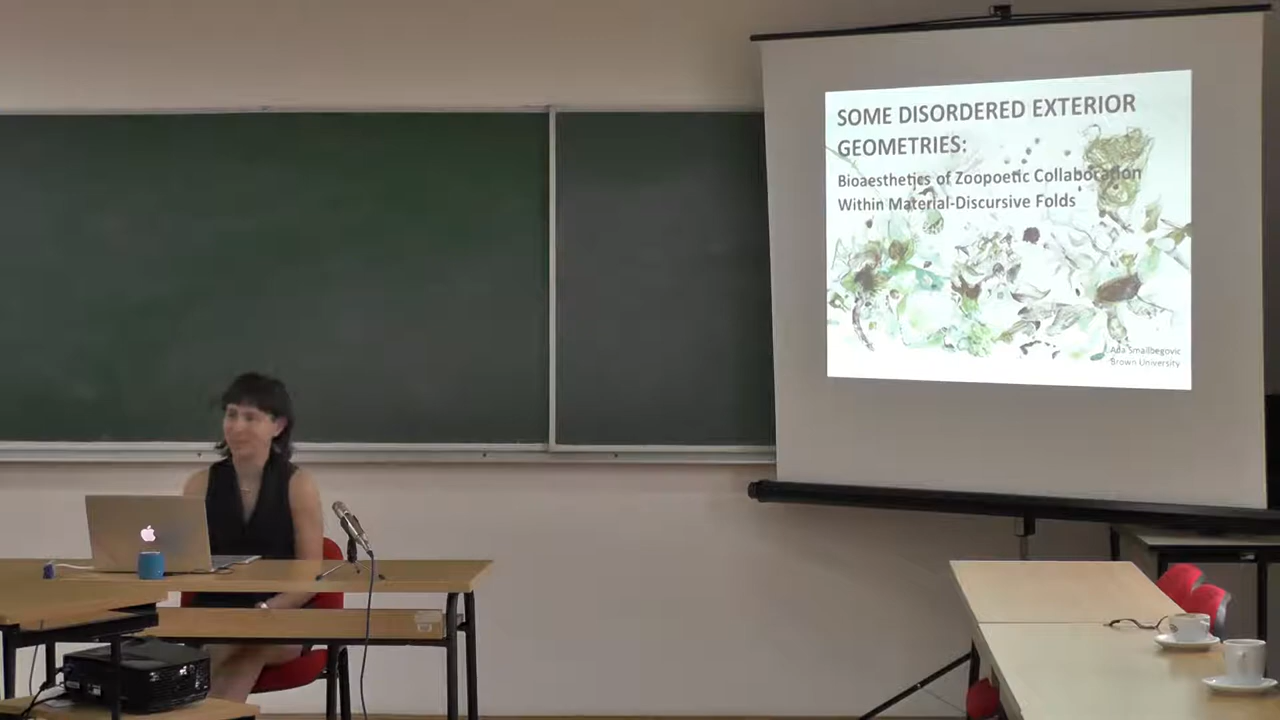 SOME DISORDERED EXTERIOR
GEOMETRIES:
Bioaesthetics of Zoopoetic Collaboration
Within Material-Discursive Folds
Ada Smailbegovic
Brown University